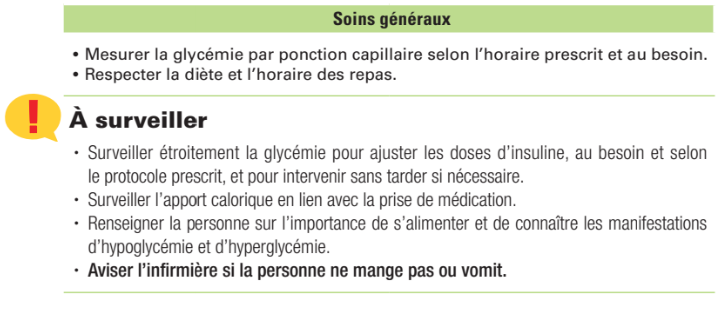 Soins généraux
• Mesurer la glycémie par ponction capillaire selon l'horaire prescrit et au besoin.
• Respecter la diète et l'horaire des repas.
!
À surveiller
• Surveiller étroitement la glycémie pour ajuster les doses d'insuline, au besoin et selon
le protocole prescrit, et pour intervenir sans tarder si nécessaire.
• Surveiller l'apport calorique en lien avec la prise de médication.
• Renseigner la personne sur l'importance de s'alimenter et de connaître les manifestations
d'hypoglycémie et d'hyperglycémie.
• Aviser l'infirmière si la personne ne mange pas ou vomit.